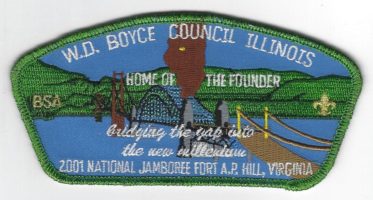 W.D. BOYCE COUNCIL ILLINOIS
HOME OF THE FOUNDER
BSA
bridging the gap into
the new millenium
2001 NATIONAL JAMBOREE FORT A.P. HILL, VIRGINIA